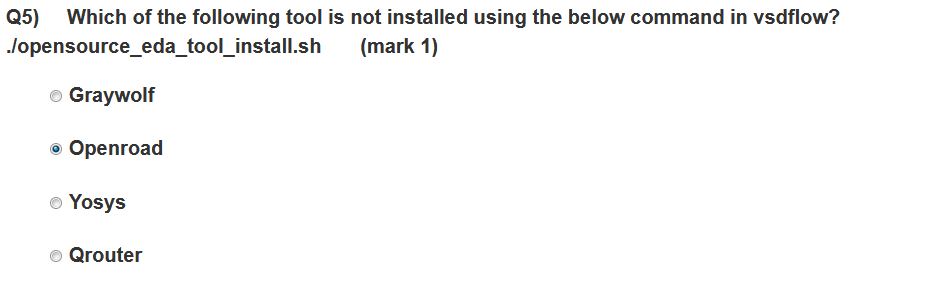 Q5) Which of the following tool is not installed using the below command in vsdflow?
./opensource_eda_tool_install.sh (mark 1)
Graywolf
Openroad
Yosys
Qrouter